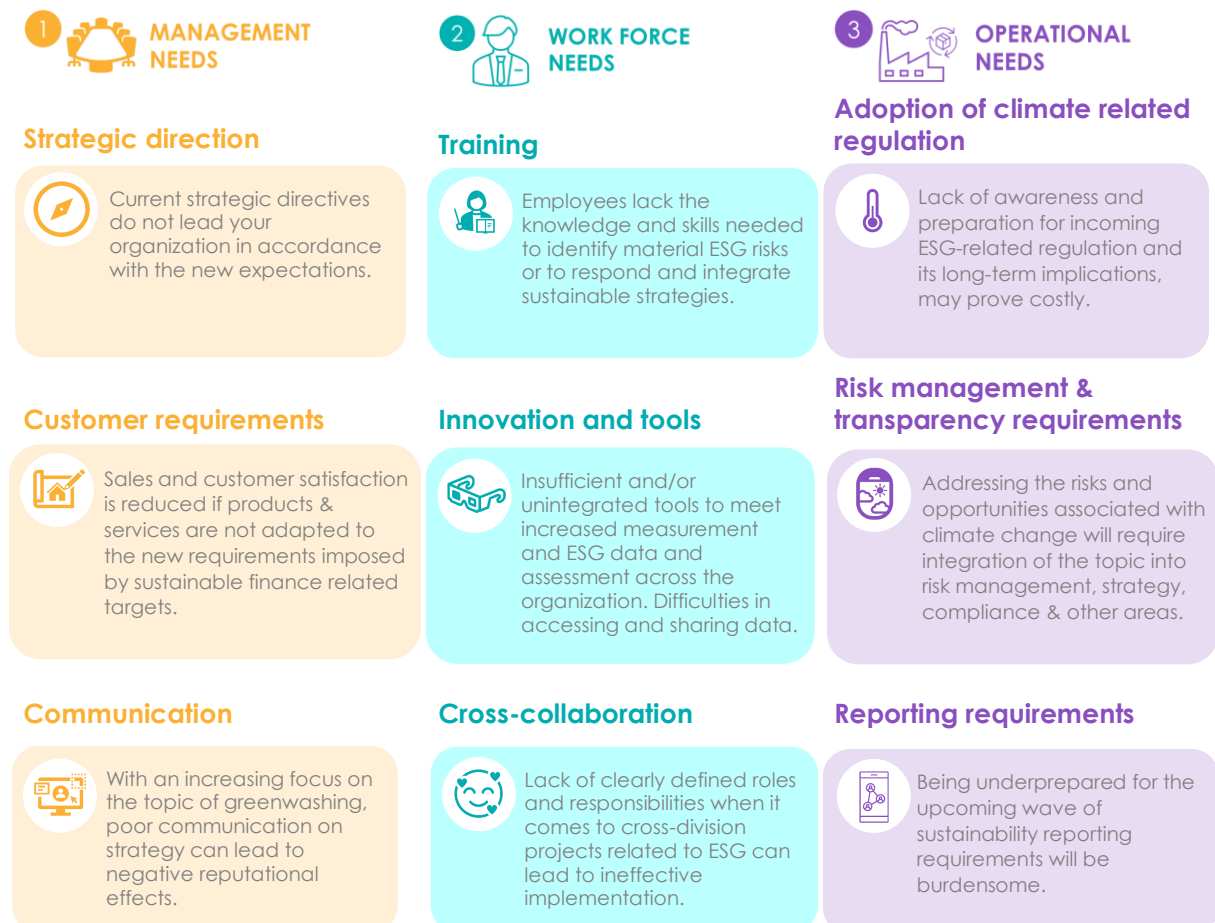 1
MANAGEMENT
NEEDS
Strategic direction
Current strategic directives
do not lead your
organization in accordance
with the new expectations.
Customer requirements
Sales and customer satisfaction
is reduced if products &
services are not adapted to
the new requirements imposed
by sustainable finance related
targets.
Communication
With an increasing focus on
the topic of greenwashing,
poor communication on
strategy can lead to
negative reputational
effects.
2
WORK FORCE
NEEDS
Training
Employees lack the
knowledge and skills needed
to identify material ESG risks
or to respond and integrate
sustainable strategies.
Innovation and tools
Insufficient and/or
unintegrated tools to meet
increased measurement
and ESG data and
assessment across the
organization. Difficulties in
accessing and sharing data.
Cross-collaboration
Lack of clearly defined roles
and responsibilities when it
comes to cross-division
projects related to ESG can
lead to ineffective
implementation.
3
OPERATIONAL
NEEDS
Adoption of climate related
regulation
Lack of awareness and
preparation for incoming
ESG-related regulation and
its long-term implications,
may prove costly.
Risk management &
transparency requirements
Addressing the risks and
opportunities associated with
climate change will require
integration of the topic into
risk management, strategy,
compliance & other areas.
Reporting requirements
Being underprepared for the
upcoming wave of
sustainability reporting
requirements will be
burdensome.